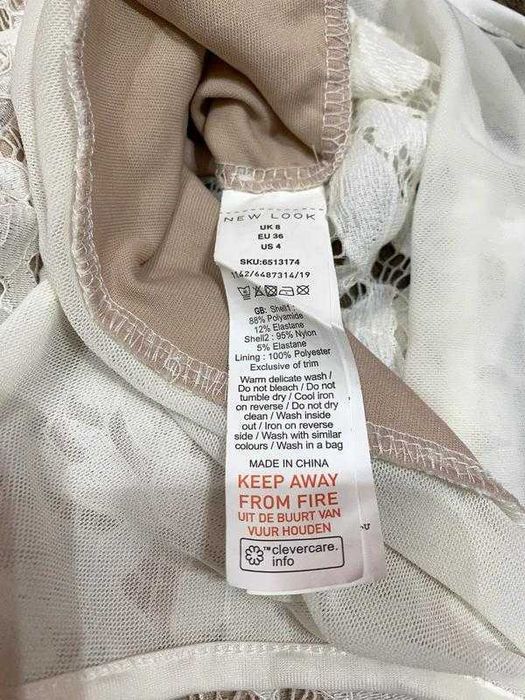 NEW LOOK
UK 8
EU 36
US 4
SKU:6513174
1142/6487314/19
GB: Shell1:
88% Polyamide
12% Elastane
Shell2 : 95% Nylon
5% Elastane
Lining : 100% Polyester
Exclusive of trim
Warm delicate wash /
Do not bleach / Do not
tumble dry / Cool iron
on reverse / Do not dry
clean / Wash inside
out / Iron on reverse
side / Wash with similar
colours / Wash in a bag
MADE IN CHINA
KEEP AWAY
FROM FIRE
UIT DE BUURT VAN
VUUR HOUDEN
™clevercare.
info